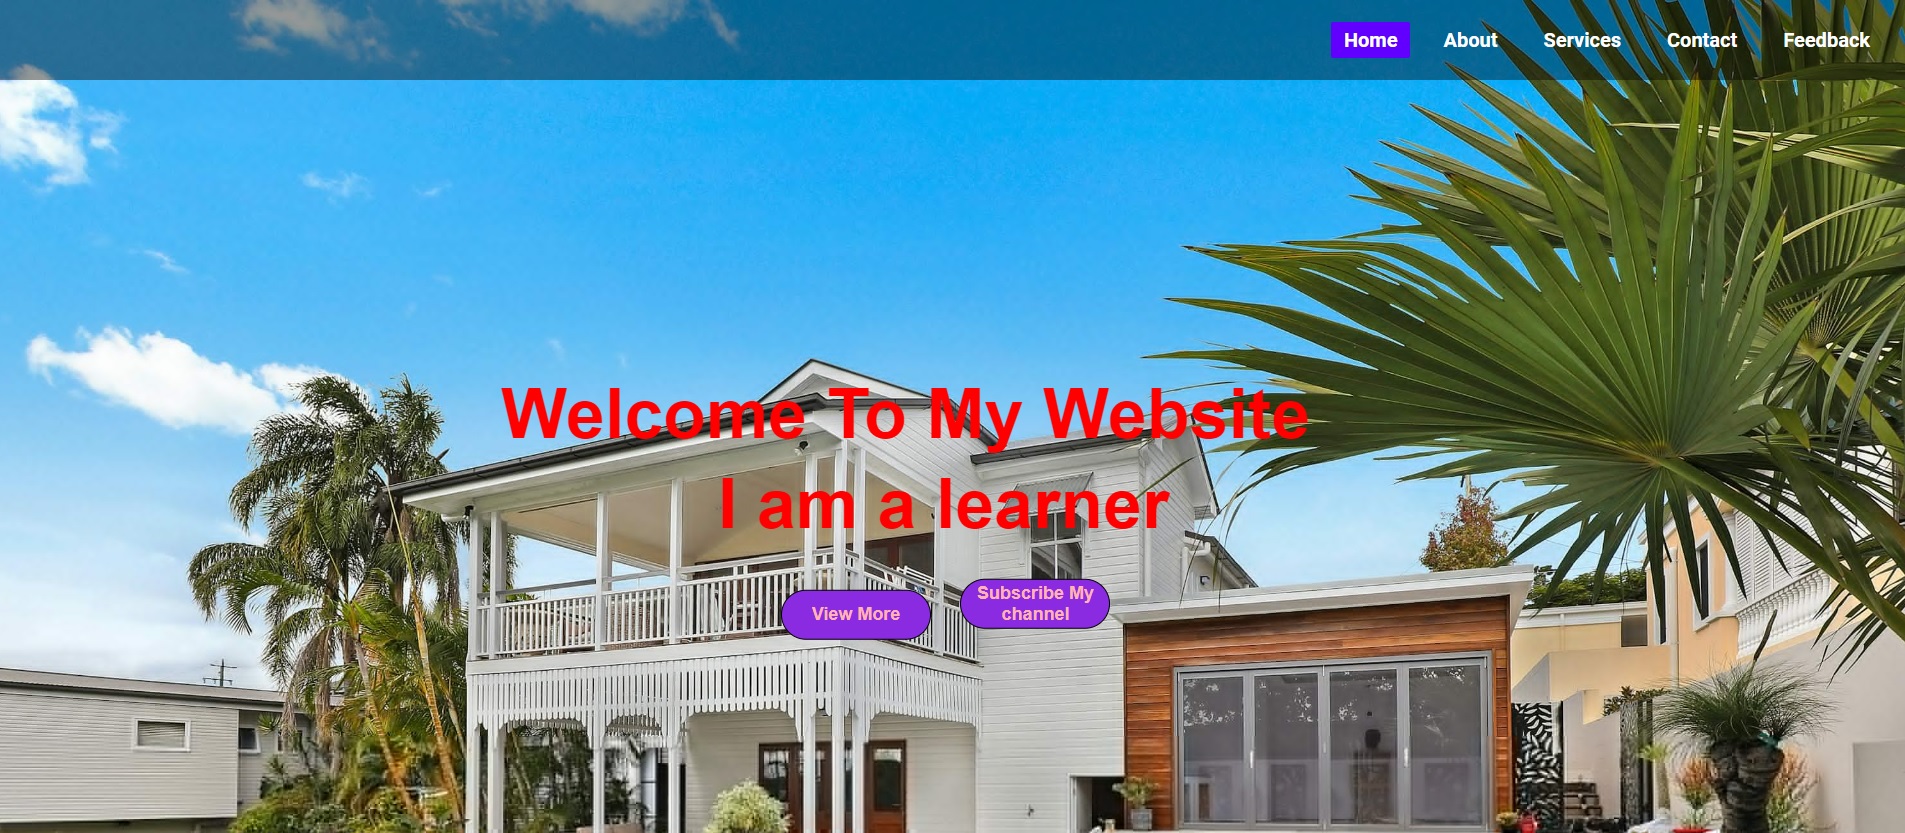 Home About Services Contact Feedback
Welcome To My Website
I am a learner
View More
Subscribe My
channel